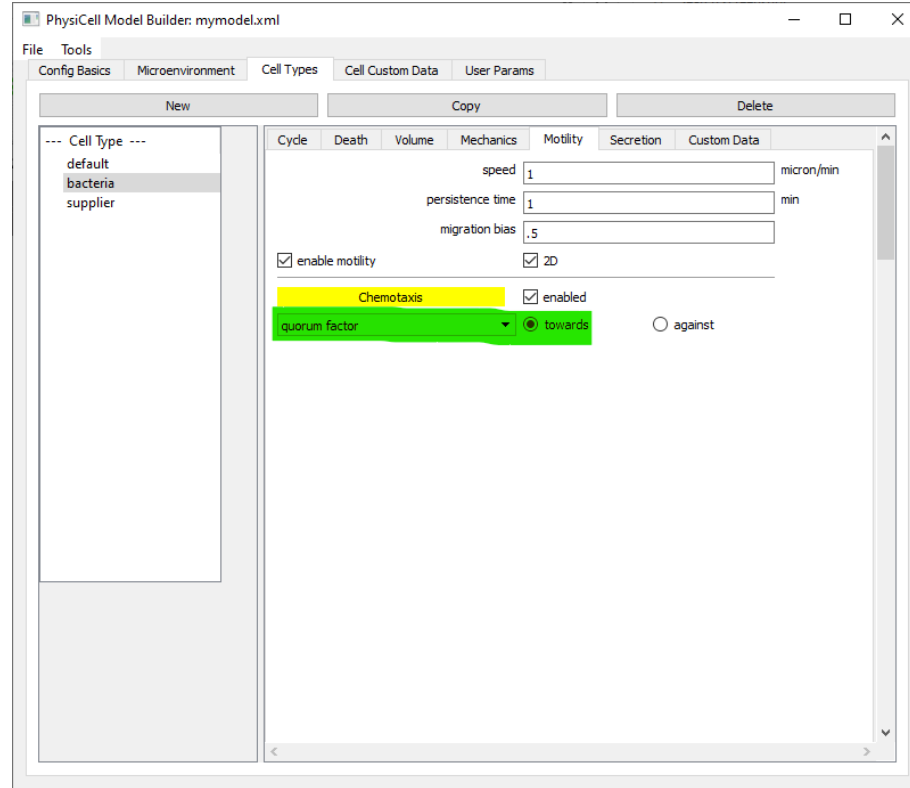 PhysiCell Model Builder: mymodel.xml
File Tools
Config Basics Microenvironment Cell Types Cell Custom Data User Params
New Copy Delete
--- Cell Type ---
default
bacteria
supplier
Cycle Death Volume Mechanics Motility Secretion Custom Data
speed 1 micron/min
persistence time 1 min
migration bias .5
enable motility 2D
Chemotaxis enabled
quorum factor towards against